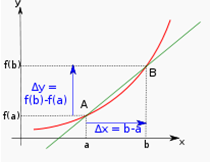 y
f(b)
Δy =
f(b)-f(a)
B
A
f(a)
Δx = b-a
a
b
x